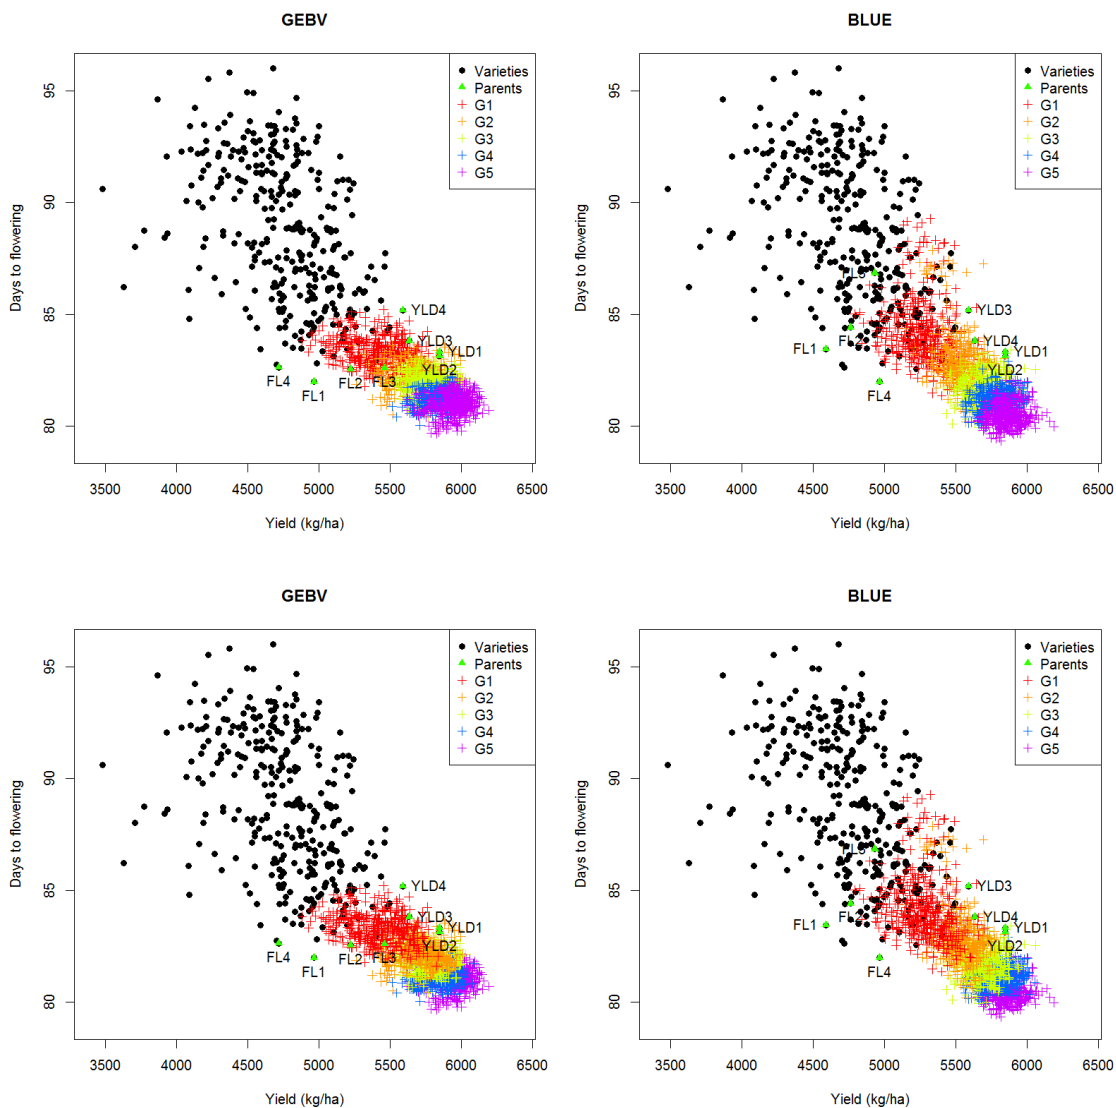 GEBV
Days to flowering
95
90
85
80
Varieties
Parents
G1
G2
G3
G4
G5
YLD4
YLD3
YLD1
YLD2
FL4
FL1
FL2
FL3
3500 4000 4500 5000 5500 6000 6500
Yield (kg/ha)
BLUE
Days to flowering
95
90
85
80
Varieties
Parents
G1
G2
G3
G4
G5
FL3
YLD3
FL1
FL2
YLD4
YLD1
YLD2
FL4
3500 4000 4500 5000 5500 6000 6500
Yield (kg/ha)
GEBV
Days to flowering
95
90
85
80
Varieties
Parents
G1
G2
G3
G4
G5
YLD4
YLD3
YLD1
YLD2
FL4
FL1
FL2
FL3
3500 4000 4500 5000 5500 6000 6500
Yield (kg/ha)
BLUE
Days to flowering
95
90
85
80
Varieties
Parents
G1
G2
G3
G4
G5
FL3
YLD3
FL1
FL2
YLD4
YLD1
YLD2
FL4
3500 4000 4500 5000 5500 6000 6500
Yield (kg/ha)